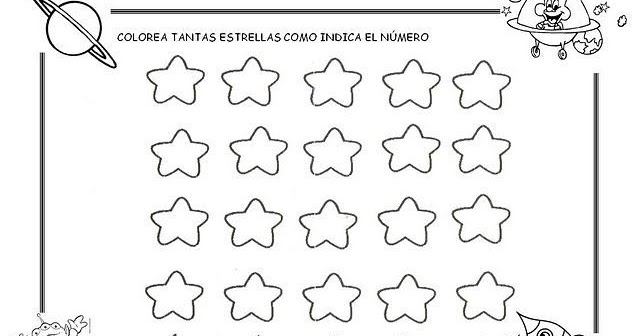 COLOREA TANTAS ESTRELLAS COMO INDICA EL NÚMERO